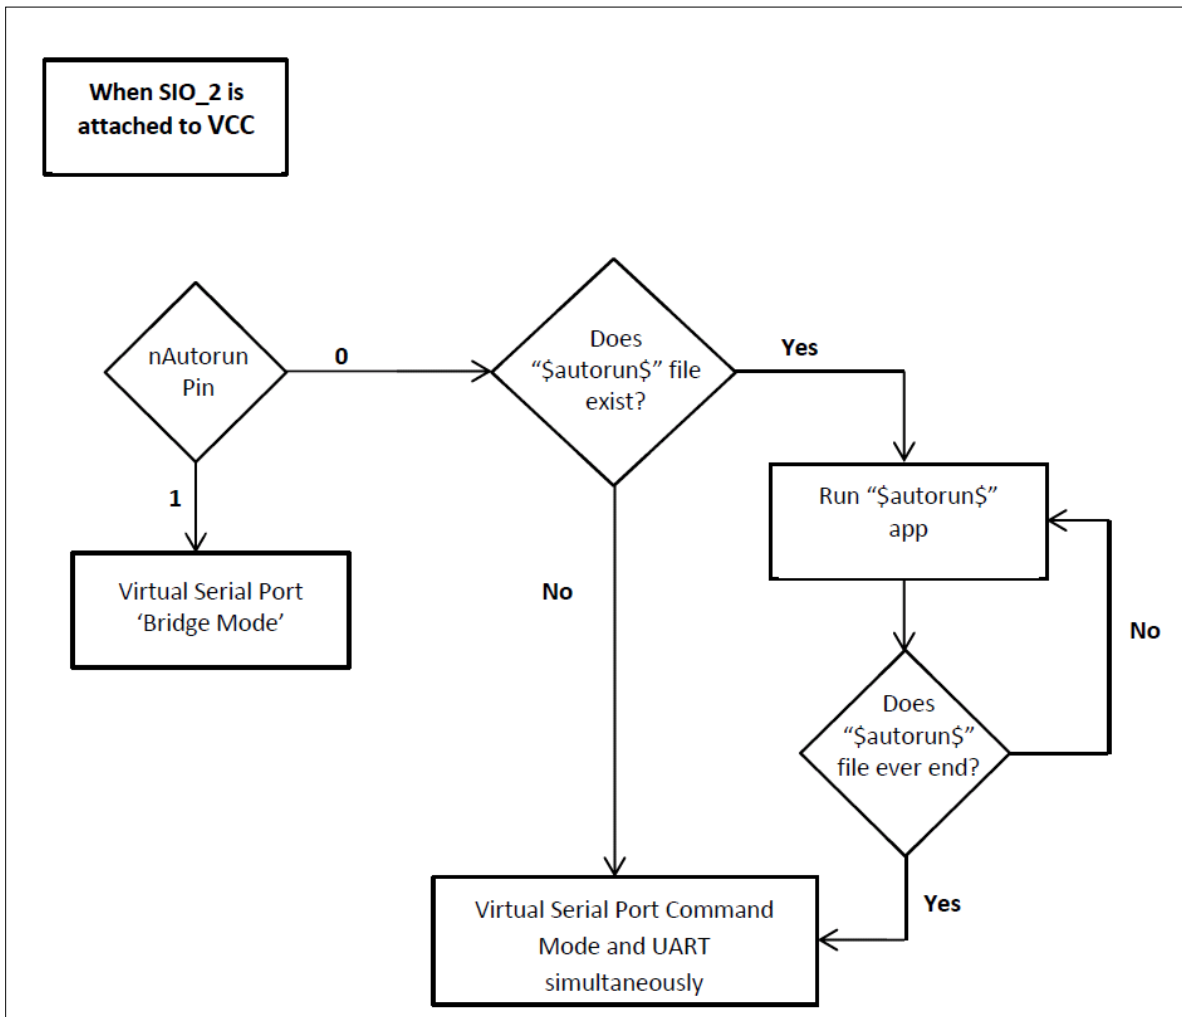 When SIO_2 is
attached to VCC
nAutorun
Pin
0
1
Virtual Serial Port
‘Bridge Mode’
Does
“$autorun$” file
exist?
Yes
No
Run “$autorun$”
app
No
Does
“$autorun$”
file ever end?
Yes
Virtual Serial Port Command
Mode and UART
simultaneously